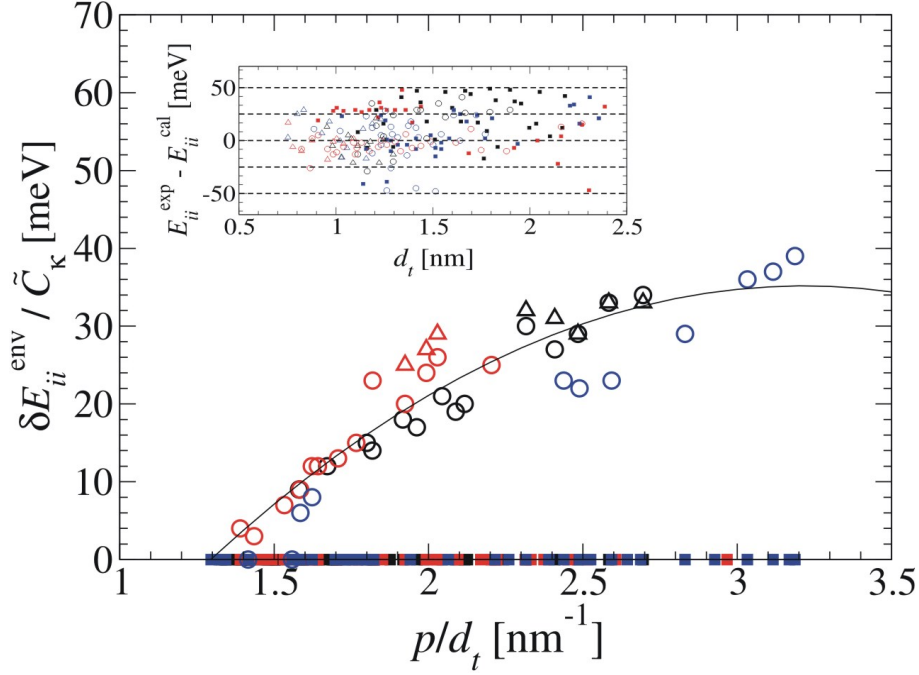 70
60
50
40
30
20
10
0
δE_ii^env / C̃_κ [meV]
50
0
-50
E_ii^exp - E_ii^cal [meV]
0.5 1 1.5 2 2.5
d_t [nm]
1 1.5 2 2.5 3 3.5
p/d_t [nm^-1]